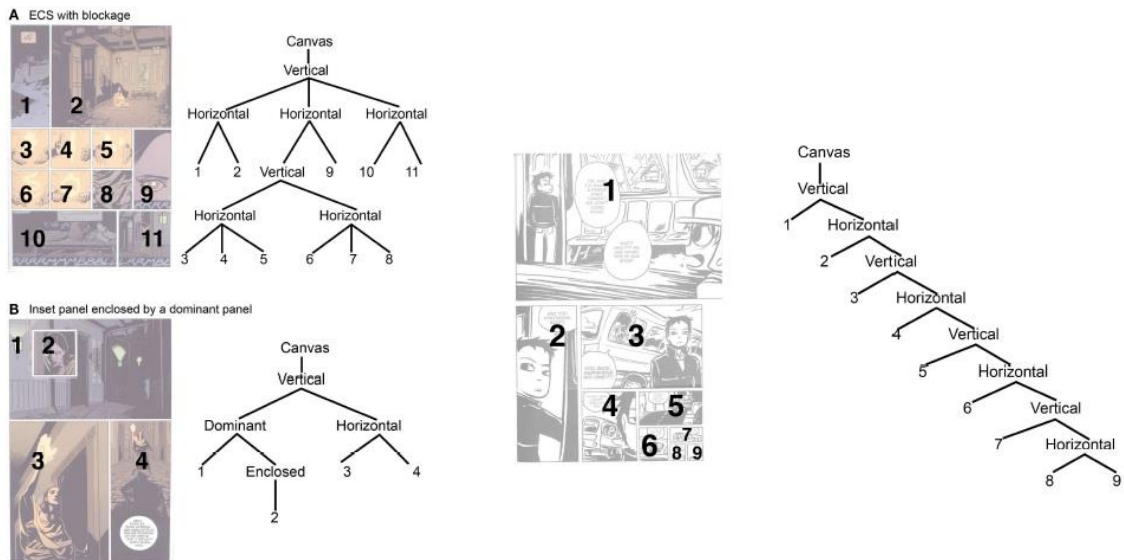 A ECS with blockage
1 2
3 4 5
6 7 8 9
10 11
Canvas
Vertical
Horizontal Horizontal Horizontal
1 2 Vertical 9 10 11
Horizontal Horizontal
3 4 5 6 7 8
B Inset panel enclosed by a dominant panel
1 2
3 4
Canvas
Vertical
Dominant Horizontal
1 Enclosed 3 4
2
1
2 3
4 5
6 7
8 9
Canvas
Vertical
1 Horizontal
2 Vertical
3 Horizontal
4 Vertical
5 Horizontal
6 Vertical
7 Horizontal
8 9